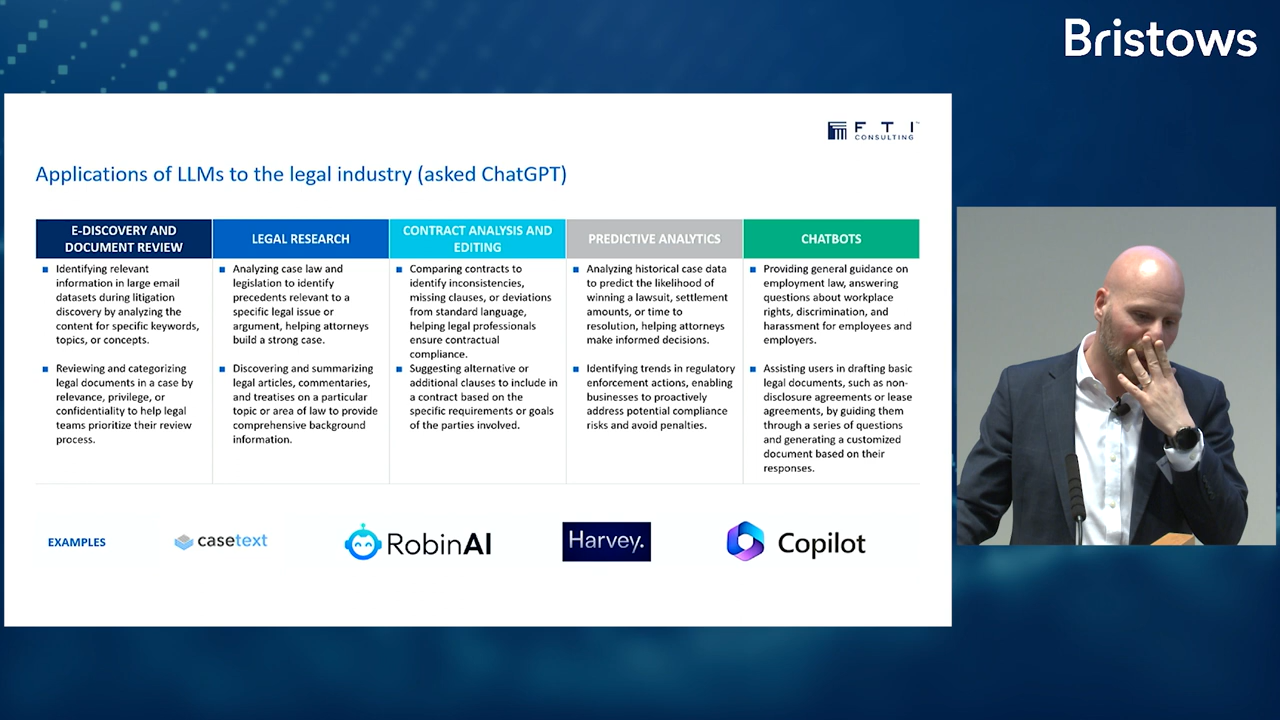 Bristows
F T I
CONSULTING
Applications of LLMs to the legal industry (asked ChatGPT)
E-DISCOVERY AND
DOCUMENT REVIEW
Identifying relevant
information in large email
datasets during litigation
discovery by analyzing the
content for specific keywords,
topics, or concepts.
Reviewing and categorizing
legal documents in a case by
relevance, privilege, or
confidentiality to help legal
teams prioritize their review
process.
LEGAL RESEARCH
Analyzing case law and
legislation to identify
precedents relevant to a
specific legal issue or
argument, helping attorneys
build a strong case.
Discovering and summarizing
legal articles, commentaries,
and treatises on a particular
topic or area of law to provide
comprehensive background
information.
CONTRACT ANALYSIS AND
EDITING
Comparing contracts to
identify inconsistencies,
missing clauses, or deviations
from standard language,
helping legal professionals
ensure contractual
compliance.
Suggesting alternative or
additional clauses to include in
a contract based on the
specific requirements or goals
of the parties involved.
PREDICTIVE ANALYTICS
Analyzing historical case data
to predict the likelihood of
winning a lawsuit, settlement
amounts, or time to
resolution, helping attorneys
make informed decisions.
Identifying trends in regulatory
enforcement actions, enabling
businesses to proactively
address potential compliance
risks and avoid penalties.
CHATBOTS
Providing general guidance on
employment law, answering
questions about workplace
rights, discrimination, and
harassment for employees and
employers.
Assisting users in drafting basic
legal documents, such as non-
disclosure agreements or lease
agreements, by guiding them
through a series of questions
and generating a customized
document based on their
responses.
EXAMPLES
casetext
RobinAI
Harvey.
Copilot